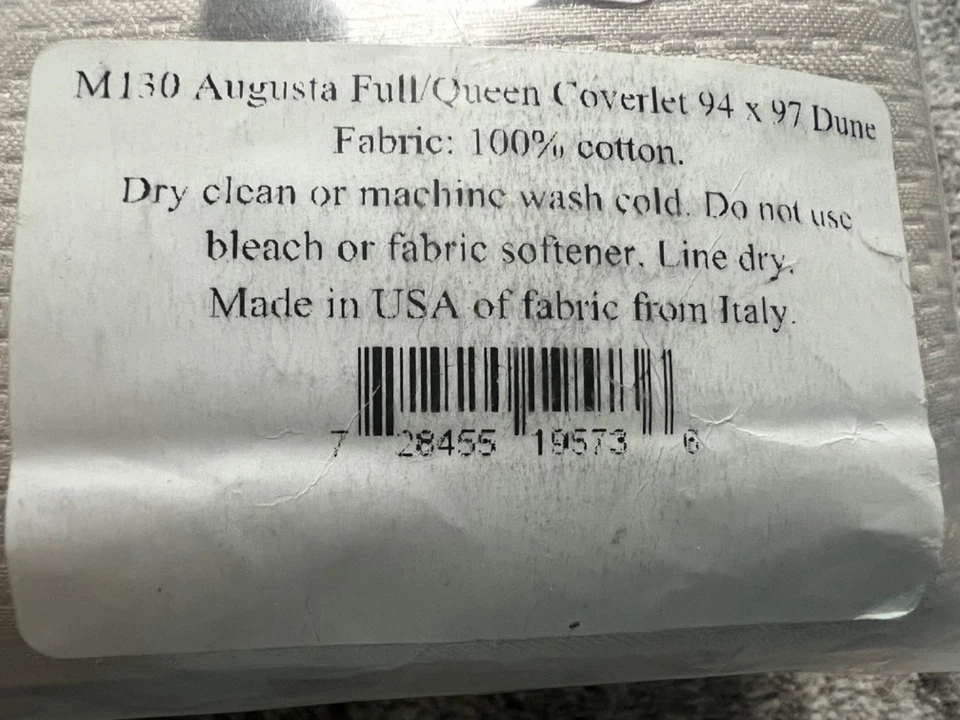 M130 Augusta Full/Queen Coverlet 94 x 97 Dune
Fabric: 100% cotton.
Dry clean or machine wash cold. Do not use
bleach or fabric softener. Line dry.
Made in USA of fabric from Italy.
7 28455 19573 6